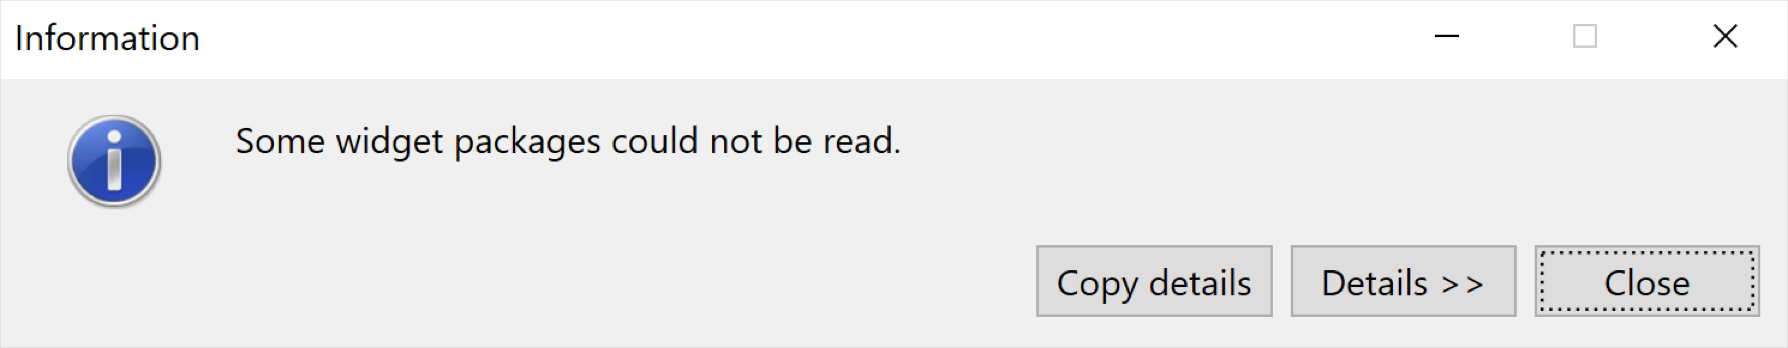 Information
Some widget packages could not be read.
Copy details
Details >>
Close